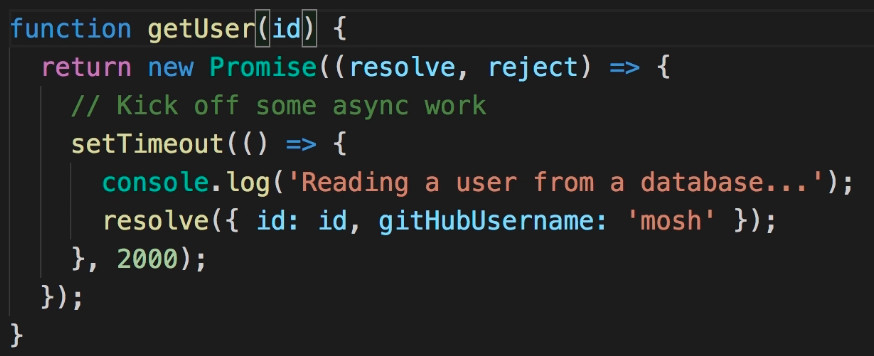 function getUser(id) {
  return new Promise((resolve, reject) => {
    // Kick off some async work
    setTimeout(() => {
      console.log('Reading a user from a database...');
      resolve({ id: id, gitHubUsername: 'mosh' });
    }, 2000);
  });
}